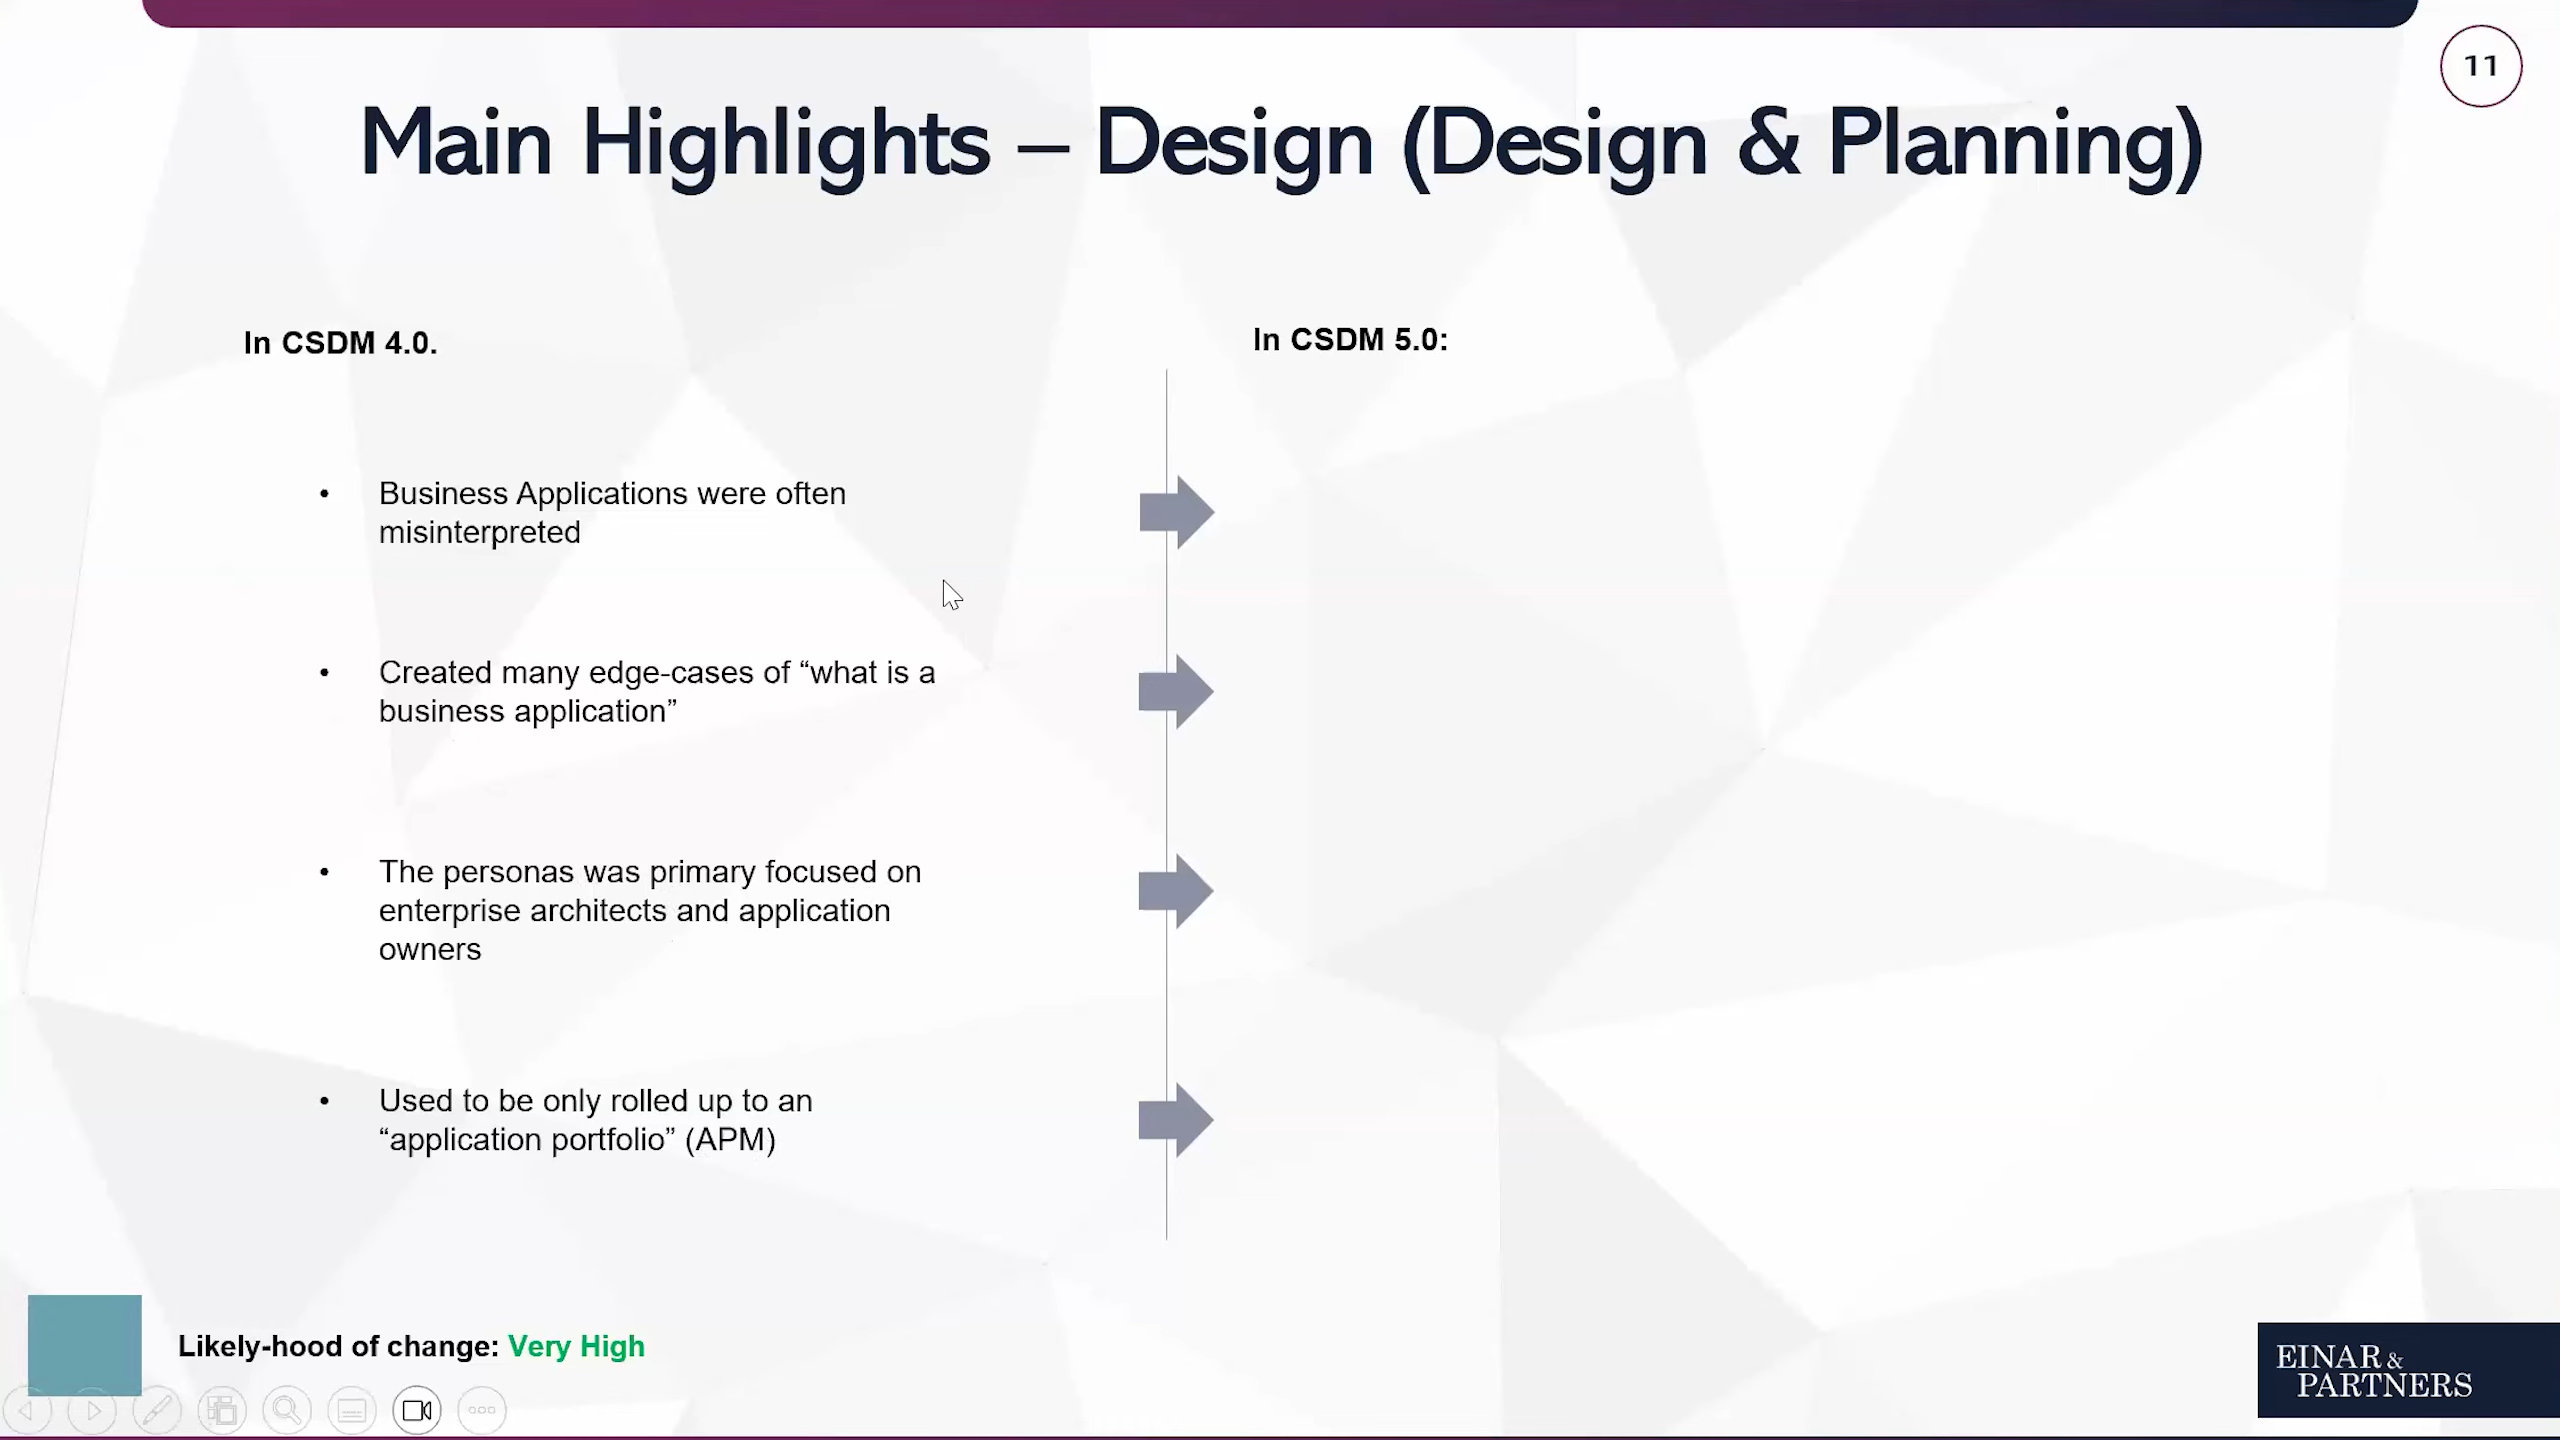 11
Main Highlights – Design (Design & Planning)
In CSDM 4.0.
• Business Applications were often
misinterpreted
• Created many edge-cases of “what is a
business application”
• The personas was primary focused on
enterprise architects and application
owners
• Used to be only rolled up to an
“application portfolio” (APM)
In CSDM 5.0:
Likely-hood of change: Very High
EINAR &
PARTNERS